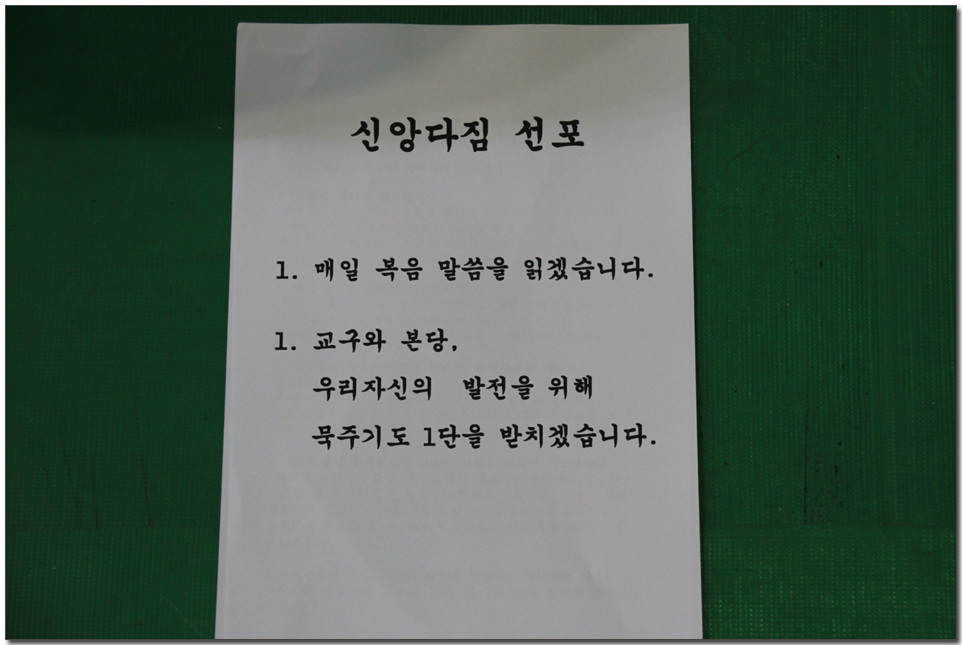 신앙다짐 선포
1. 매일 복음 말씀을 읽겠습니다.
1. 교구와 본당,
우리자신의 발전을 위해
묵주기도 1단을 받치겠습니다.